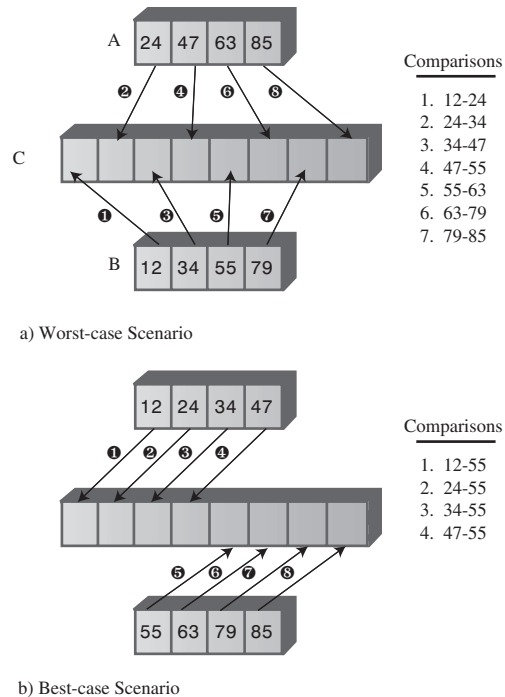 A
24 47 63 85
❷ ❹ ❻ ❽
C
❶ ❸ ❺ ❼
B
12 34 55 79
Comparisons
1. 12-24
2. 24-34
3. 34-47
4. 47-55
5. 55-63
6. 63-79
7. 79-85
a) Worst-case Scenario
12 24 34 47
❶ ❷ ❸ ❹
❺ ❻ ❼ ❽
55 63 79 85
Comparisons
1. 12-55
2. 24-55
3. 34-55
4. 47-55
b) Best-case Scenario